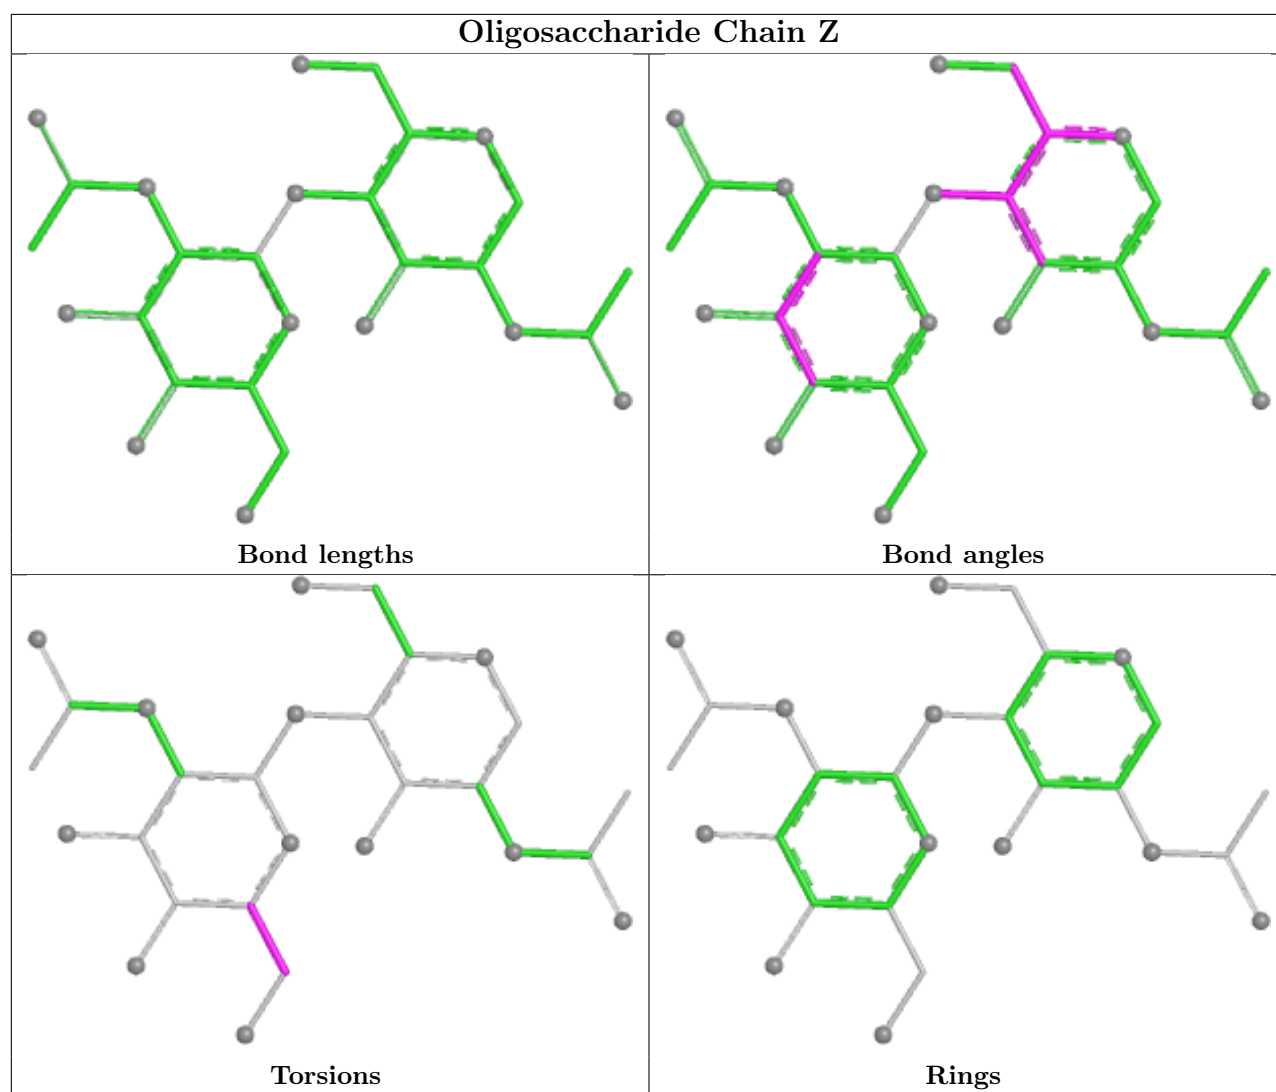 Oligosaccharide Chain Z
Bond lengths
Bond angles
Torsions
Rings